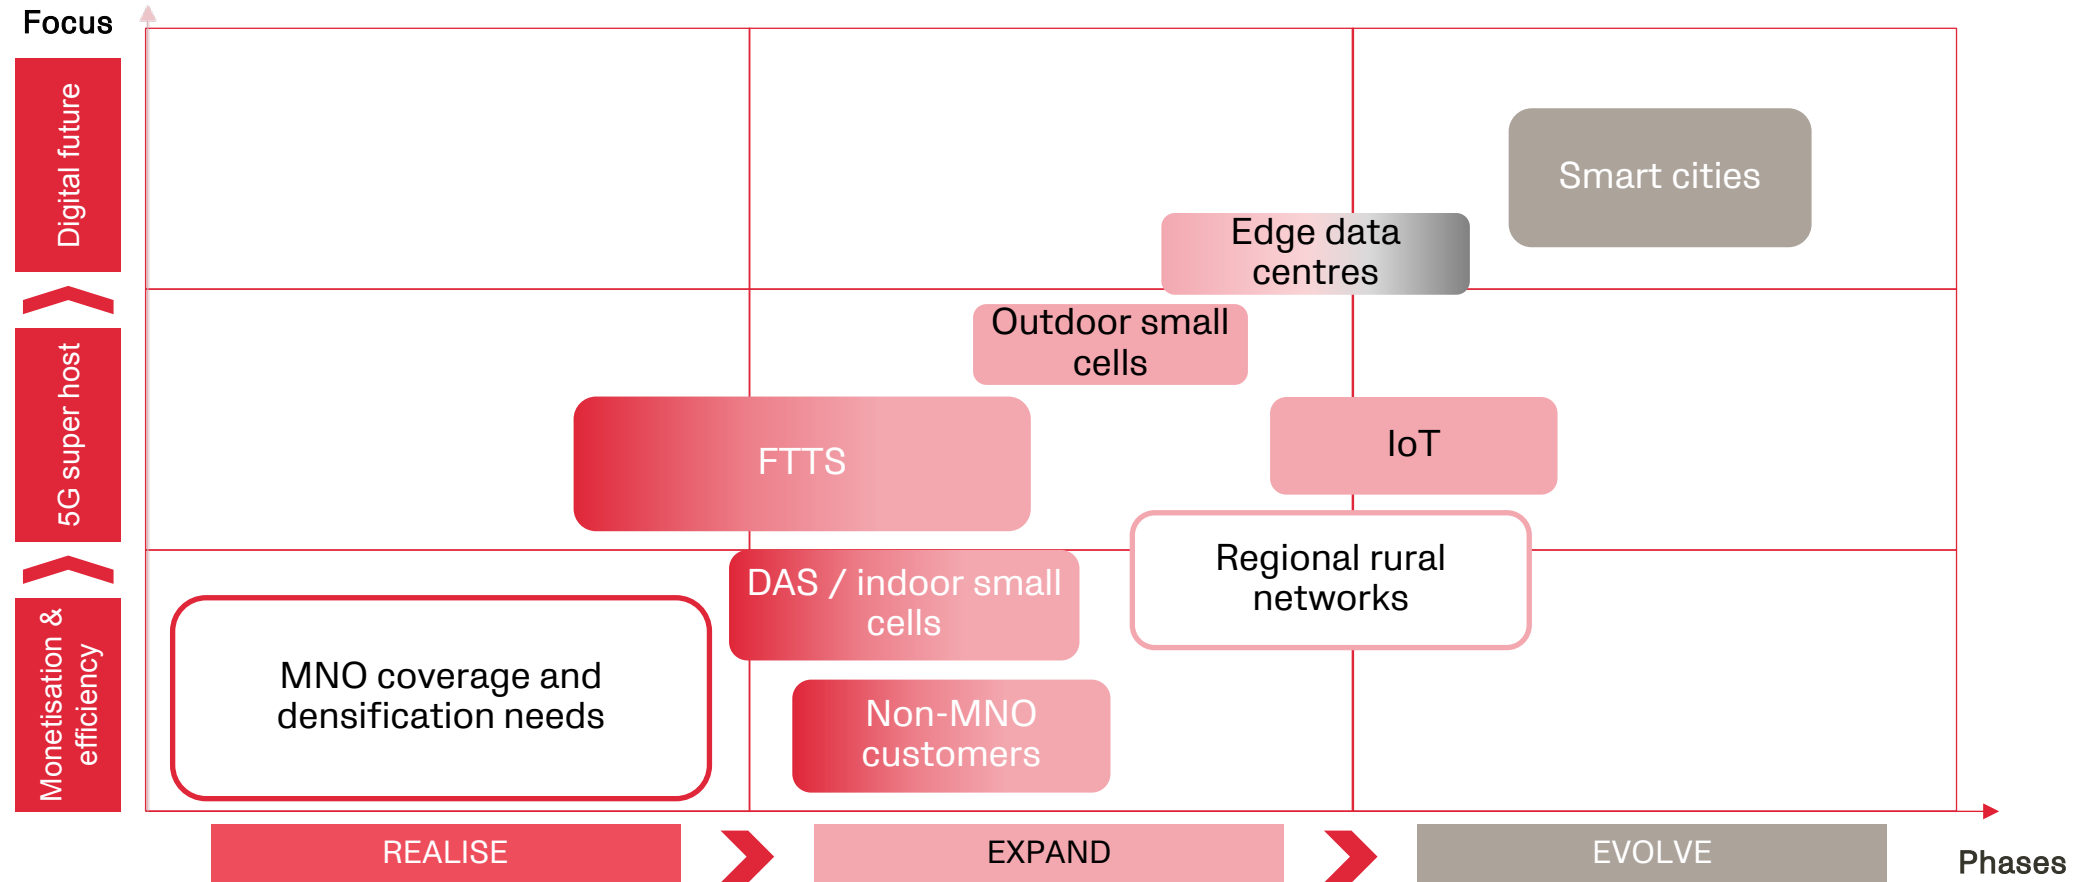 Focus
Digital future
Smart cities
Edge data
centres
Outdoor small
cells
5G super host
FTTS
IoT
Regional rural
networks
DAS / indoor small
cells
Monetisation &
efficiency
MNO coverage and
densification needs
Non-MNO
customers
REALISE
EXPAND
EVOLVE
Phases